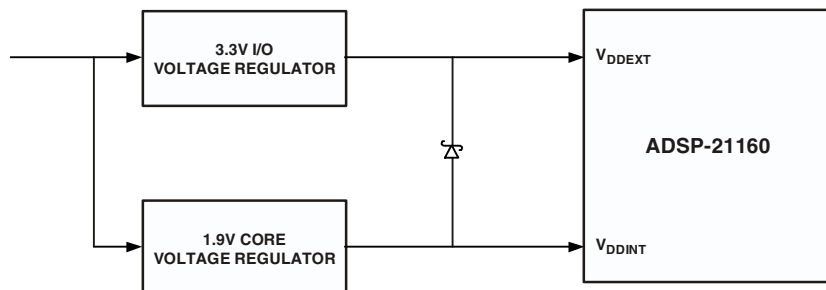 3.3V I/O
VOLTAGE REGULATOR
VDDEXT
ADSP-21160
1.9V CORE
VOLTAGE REGULATOR
VDDINT